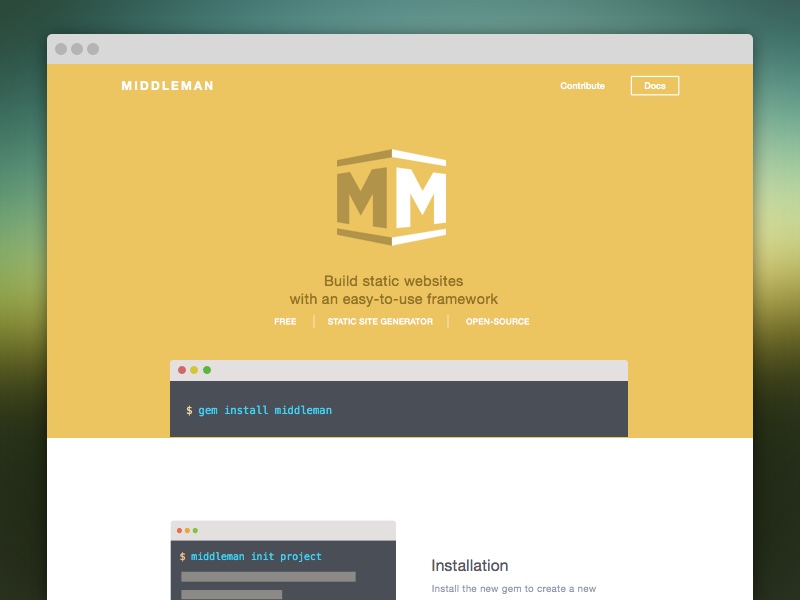 MIDDLEMAN
Contribute
Docs
MM
Build static websites
with an easy-to-use framework
FREE
STATIC SITE GENERATOR
OPEN-SOURCE
$ gem install middleman
$ middleman init project
Installation
Install the new gem to create a new